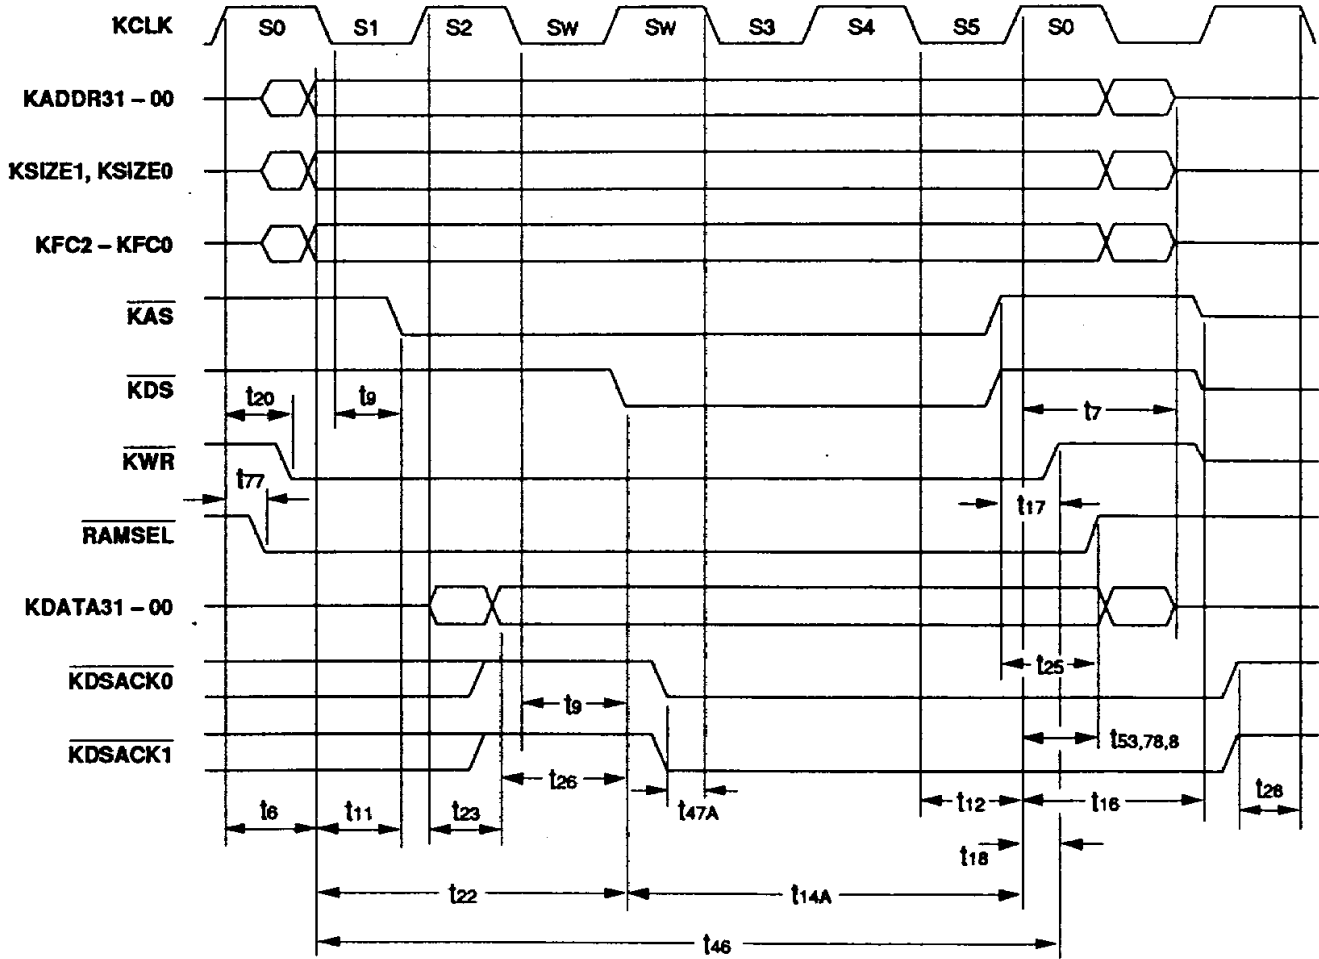 KCLK S0 S1 S2 SW SW S3 S4 S5 S0
KADDR31 – 00
KSIZE1, KSIZE0
KFC2 – KFC0
KAS
KDS
t20 t9 t7
KWR
t77 t17
RAMSEL
KDATA31 – 00
t25
KDSACK0
t9
t53,78,8
KDSACK1
t26 t28
t6 t11 t23 t47A t12 t16
t18
t22 t14A
t46